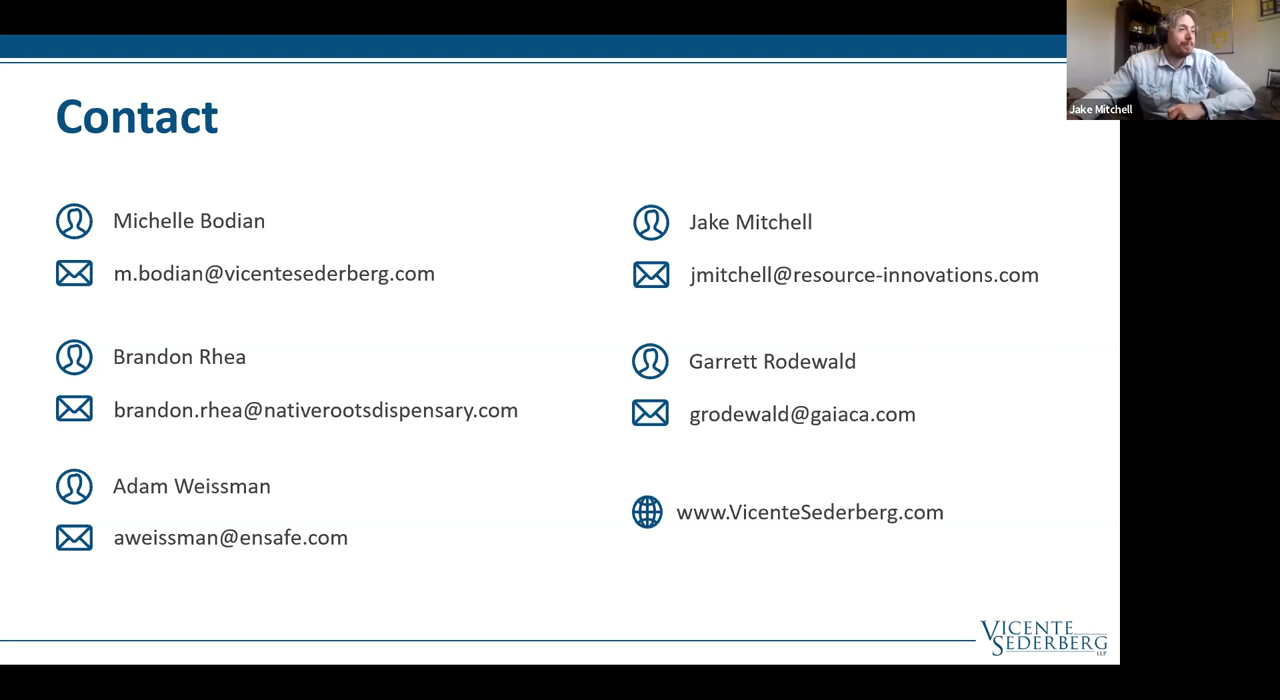 Jake Mitchell
Contact
Michelle Bodian
m.bodian@vicentesederberg.com
Brandon Rhea
brandon.rhea@nativerootsdispensary.com
Adam Weissman
aweissman@ensafe.com
Jake Mitchell
jmitchell@resource-innovations.com
Garrett Rodewald
grodewald@gaiaca.com
www.VicenteSederberg.com
VICENTE
SEDERBERG
LLP